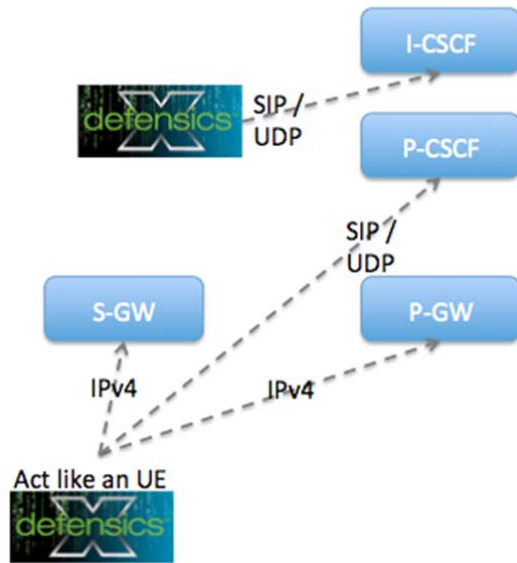 I-CSCF
defensics
X
SIP /
UDP
P-CSCF
SIP /
UDP
S-GW
P-GW
IPv4
IPv4
Act like an UE
defensics
X